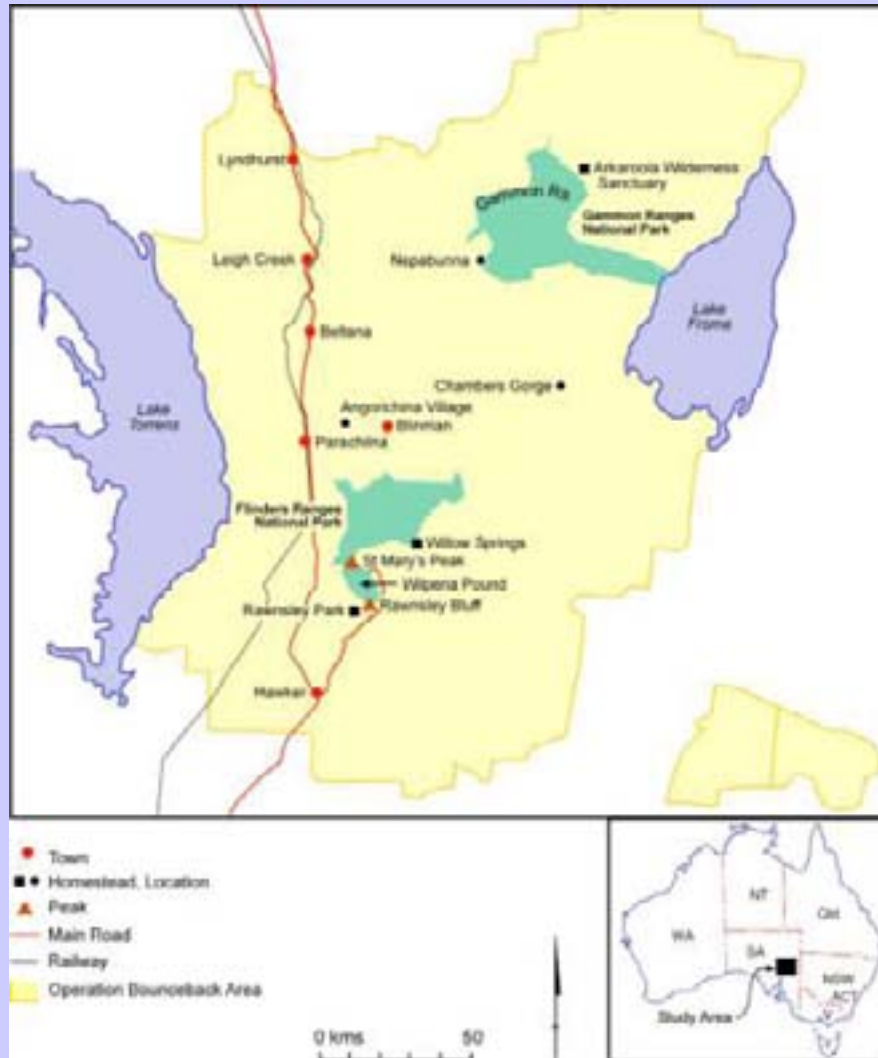 Lyndhurst
Arkaroola Wilderness
Sanctuary
Gammon Ra
Gammon Ranges
National Park
Leigh Creek
Nepabunna
Lake
Frome
Beltana
Chambers Gorge
Lake
Torrens
Angorichina Village
Blinman
Parachilna
Flinders Ranges
National Park
Willow Springs
St Mary's Peak
Wilpena Pound
Rawnsley Park
Rawnsley Bluff
Hawker
Town
Homestead, Location
Peak
Main Road
Railway
Operation Bounceback Area
0 kms 50
NT
Qld
WA
SA
NSW
ACT
V
T
Study Area